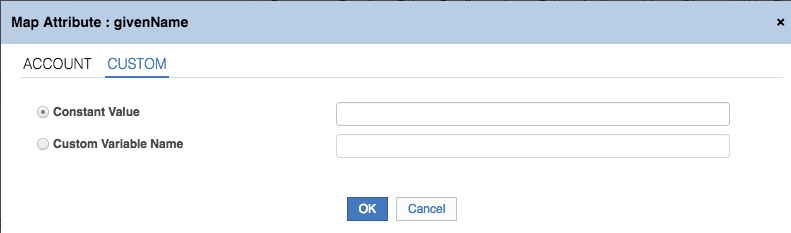 Map Attribute : givenName ×
ACCOUNT CUSTOM
Constant Value
Custom Variable Name
OK Cancel